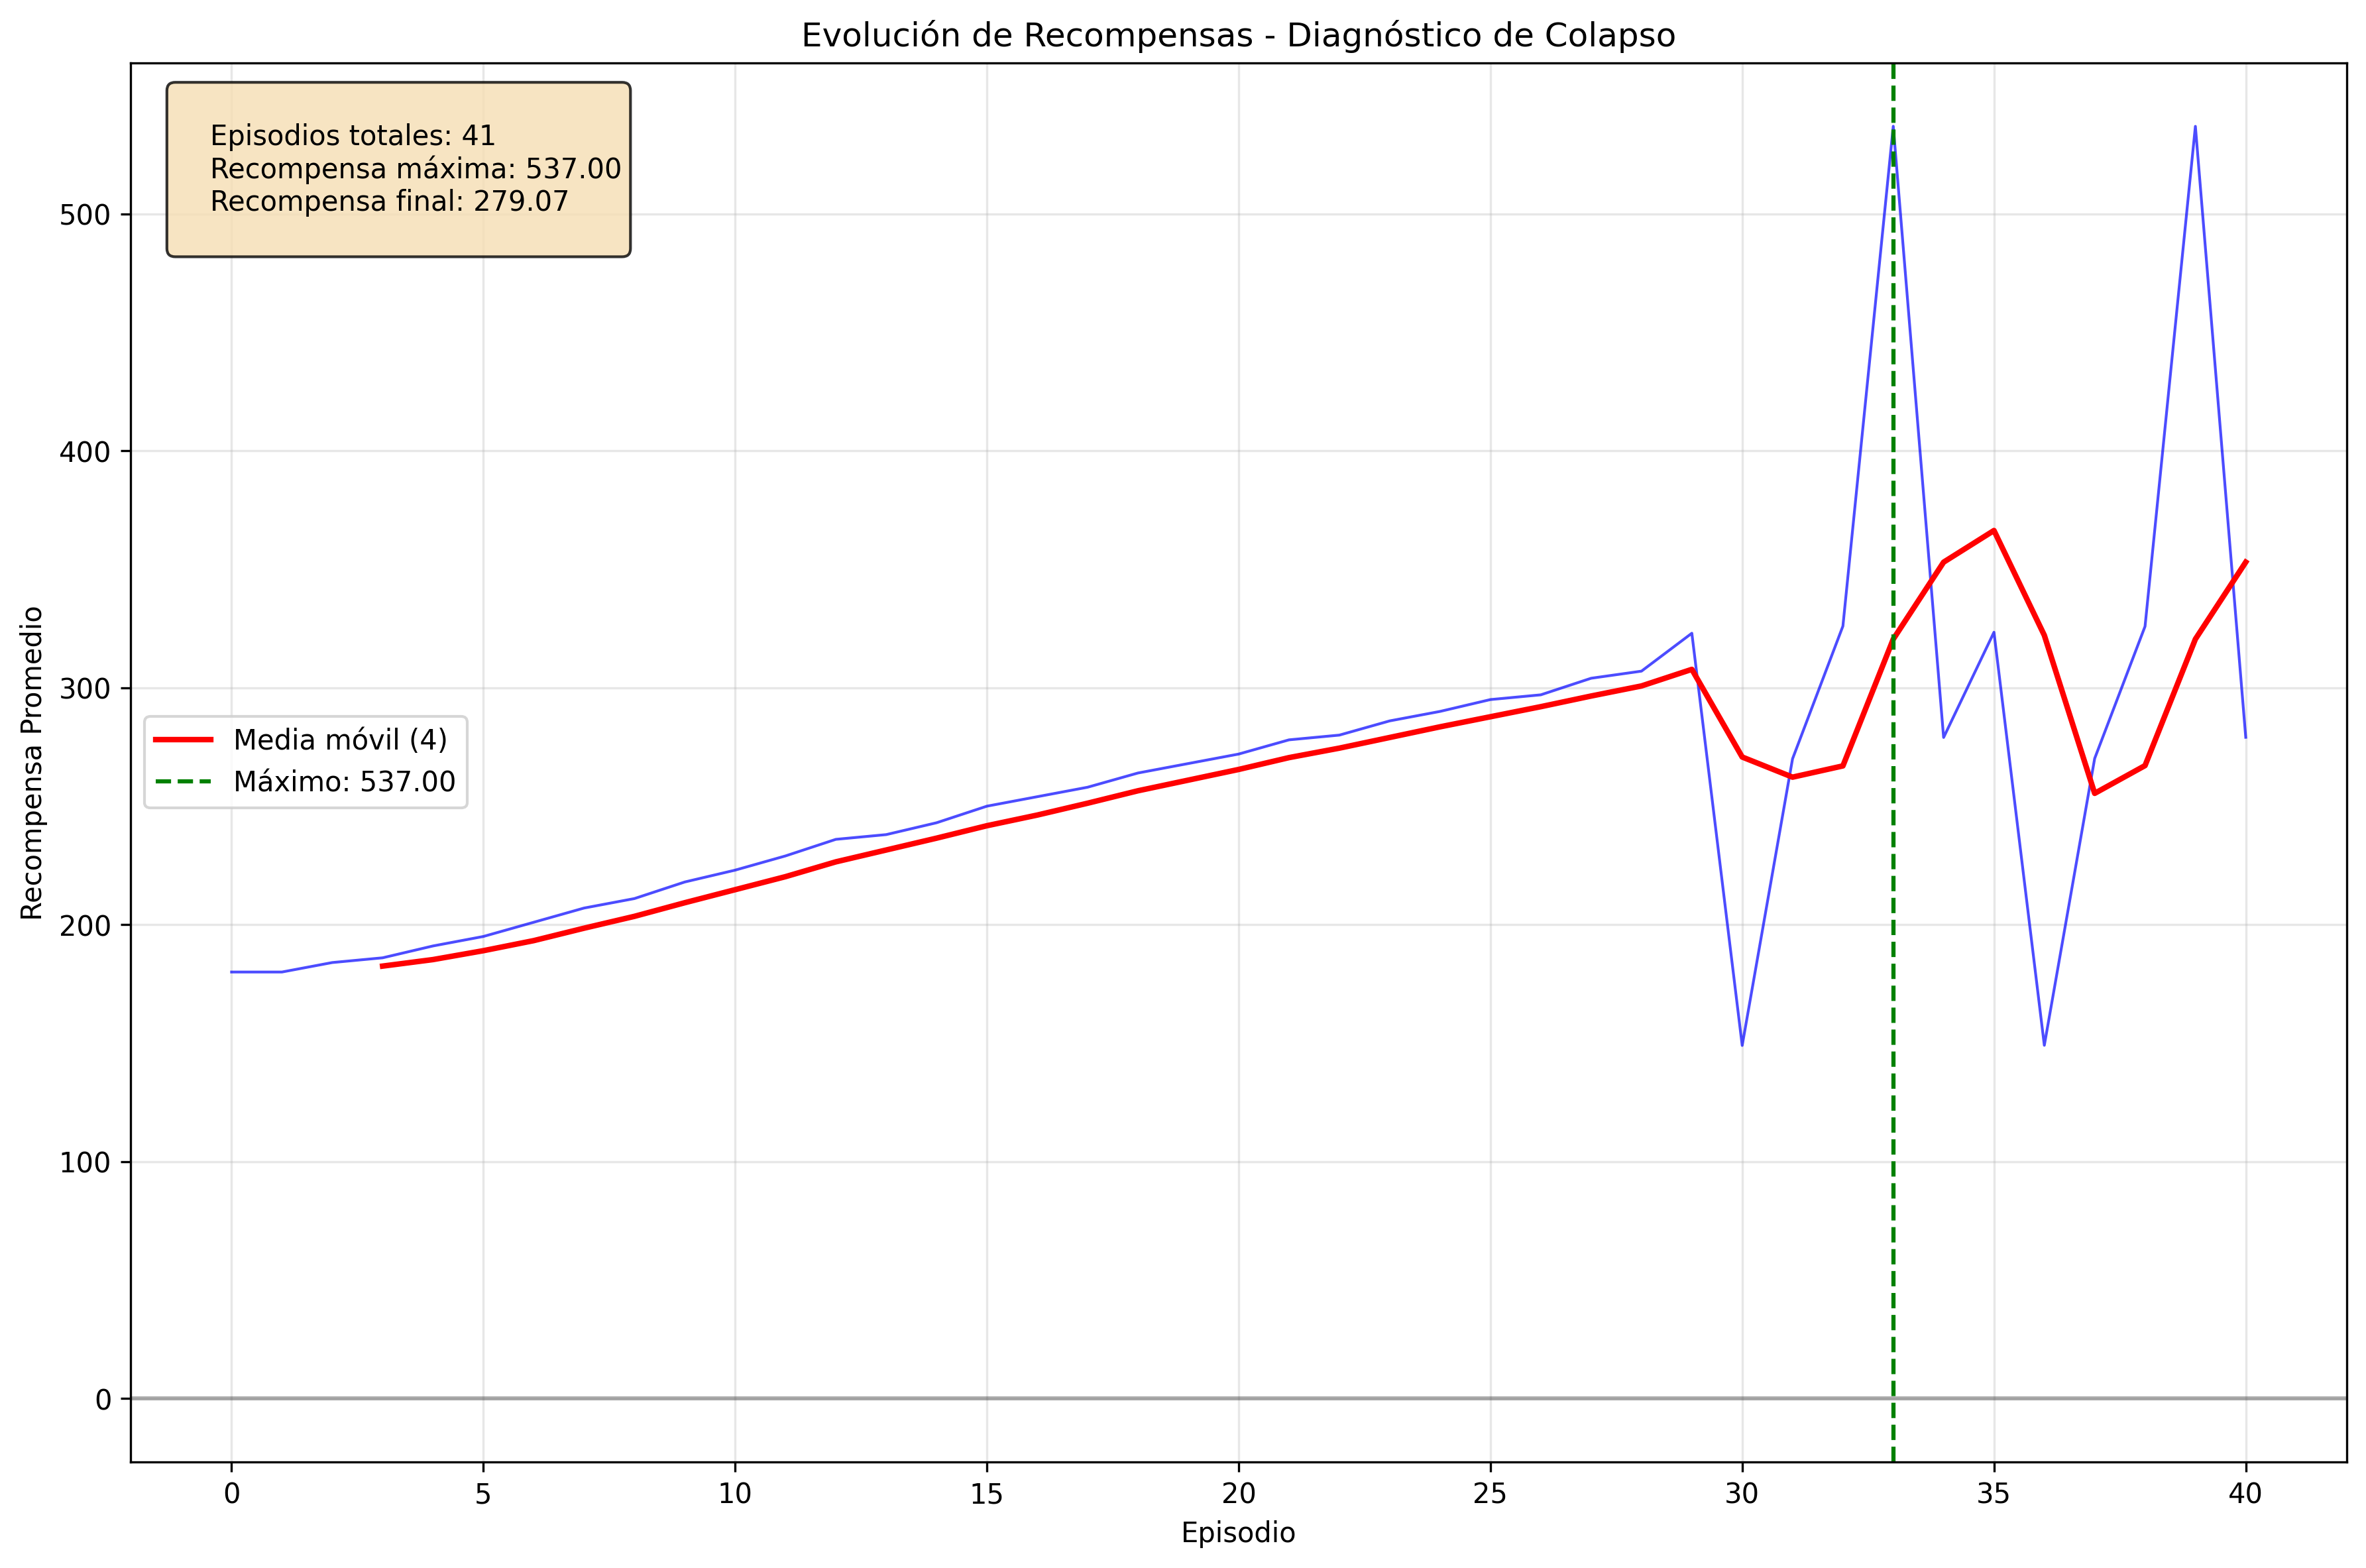 Evolución de Recompensas - Diagnóstico de Colapso
Episodios totales: 41
Recompensa máxima: 537.00
Recompensa final: 279.07
Media móvil (4)
Máximo: 537.00
Recompensa Promedio
500
400
300
200
100
0
0 5 10 15 20 25 30 35 40
Episodio